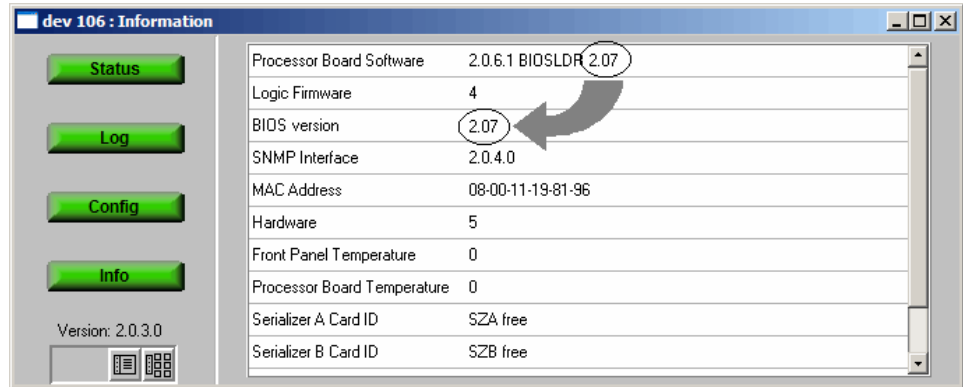 dev 106 : Information
Status
Log
Config
Info
Version: 2.0.3.0
Processor Board Software 2.0.6.1 BIOSLDR 2.07
Logic Firmware 4
BIOS version 2.07
SNMP Interface 2.0.4.0
MAC Address 08-00-11-19-81-96
Hardware 5
Front Panel Temperature 0
Processor Board Temperature 0
Serializer A Card ID SZA free
Serializer B Card ID SZB free